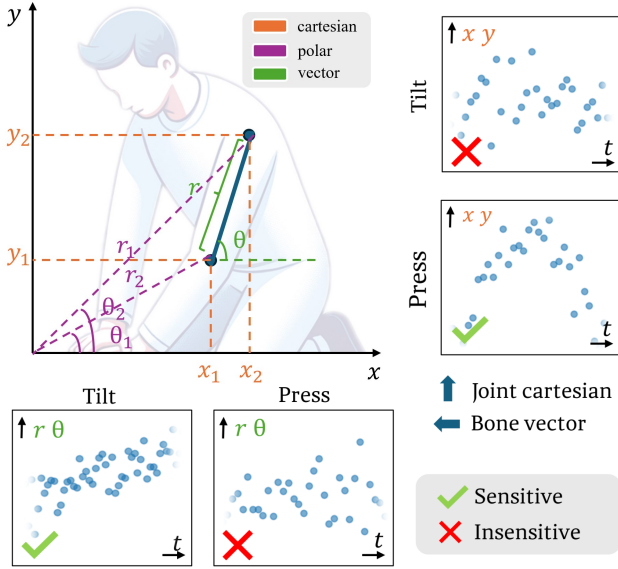 y
cartesian
polar
vector
y₂
r
r₁
θ
y₁
r₂
θ₂
θ₁
x₁ x₂ x
Tilt
x y
t
Press
x y
t
Joint cartesian
Bone vector
Tilt
r θ
t
Press
r θ
t
Sensitive
Insensitive